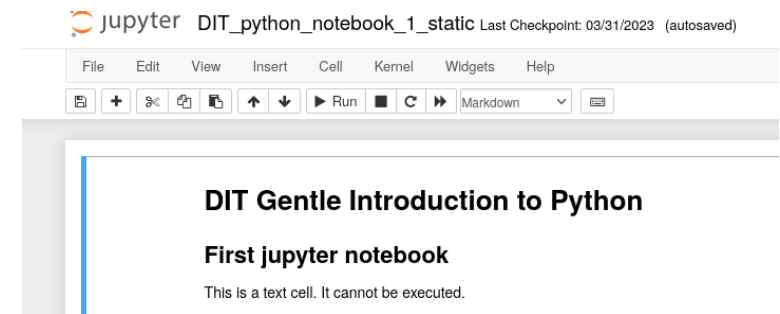 jupyter DIT_python_notebook_1_static Last Checkpoint: 03/31/2023 (autosaved)
File Edit View Insert Cell Kernel Widgets Help
Run Markdown
DIT Gentle Introduction to Python
First jupyter notebook
This is a text cell. It cannot be executed.